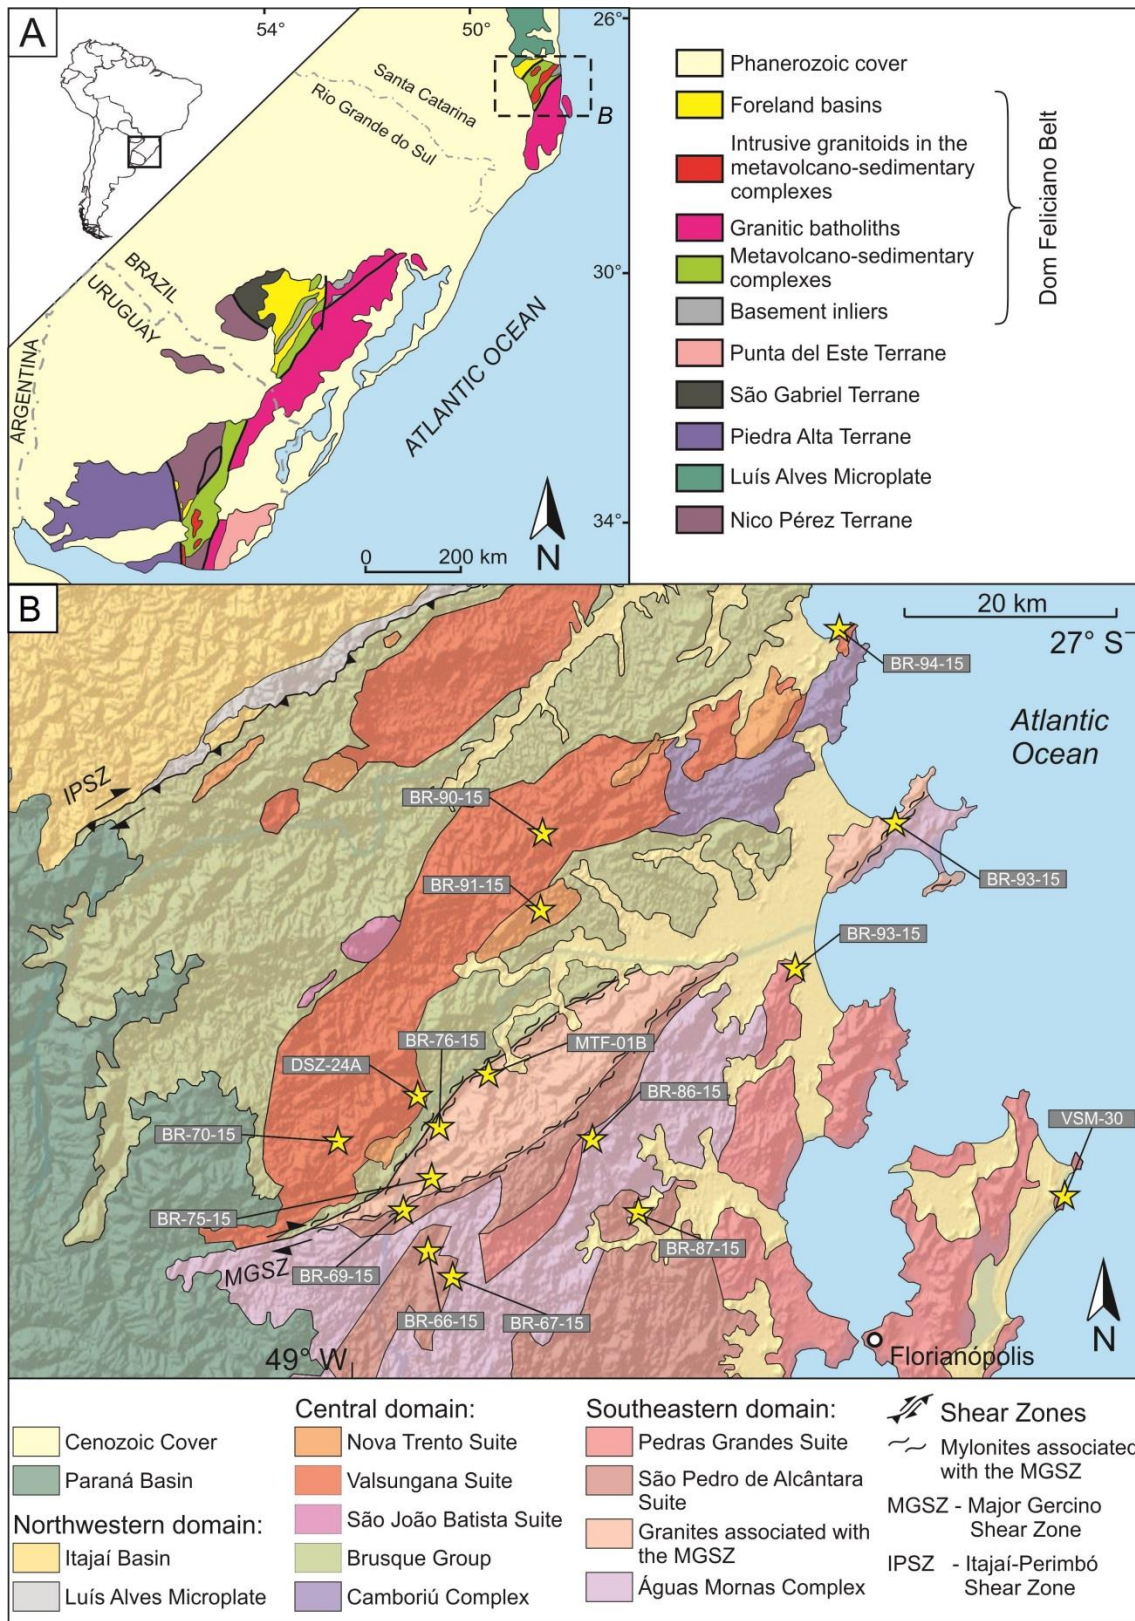 A
54°
50°
26°
Santa Catarina
Rio Grande do Sul
B
BRAZIL
URUGUAY
ARGENTINA
30°
ATLANTIC OCEAN
34°
0 200 km
N
Phanerozoic cover
Foreland basins
Intrusive granitoids in the
metavolcano-sedimentary
complexes
Granitic batholiths
Metavolcano-sedimentary
complexes
Basement inliers
Dom Feliciano Belt
Punta del Este Terrane
São Gabriel Terrane
Piedra Alta Terrane
Luís Alves Microplate
Nico Pérez Terrane
B
20 km
27° S
BR-94-15
Atlantic
Ocean
IPSZ
BR-90-15
BR-93-15
BR-91-15
BR-93-15
BR-76-15
MTF-01B
DSZ-24A
BR-86-15
VSM-30
BR-70-15
BR-75-15
BR-87-15
MGSZ
BR-69-15
BR-66-15
BR-67-15
49° W
Florianópolis
N
Cenozoic Cover
Paraná Basin
Northwestern domain:
Itajaí Basin
Luís Alves Microplate
Central domain:
Nova Trento Suite
Valsungana Suite
São João Batista Suite
Brusque Group
Camboriú Complex
Southeastern domain:
Pedras Grandes Suite
São Pedro de Alcântara
Suite
Granites associated with
the MGSZ
Águas Mornas Complex
Shear Zones
Mylonites associated
with the MGSZ
MGSZ - Major Gercino
Shear Zone
IPSZ - Itajaí-Perimbó
Shear Zone